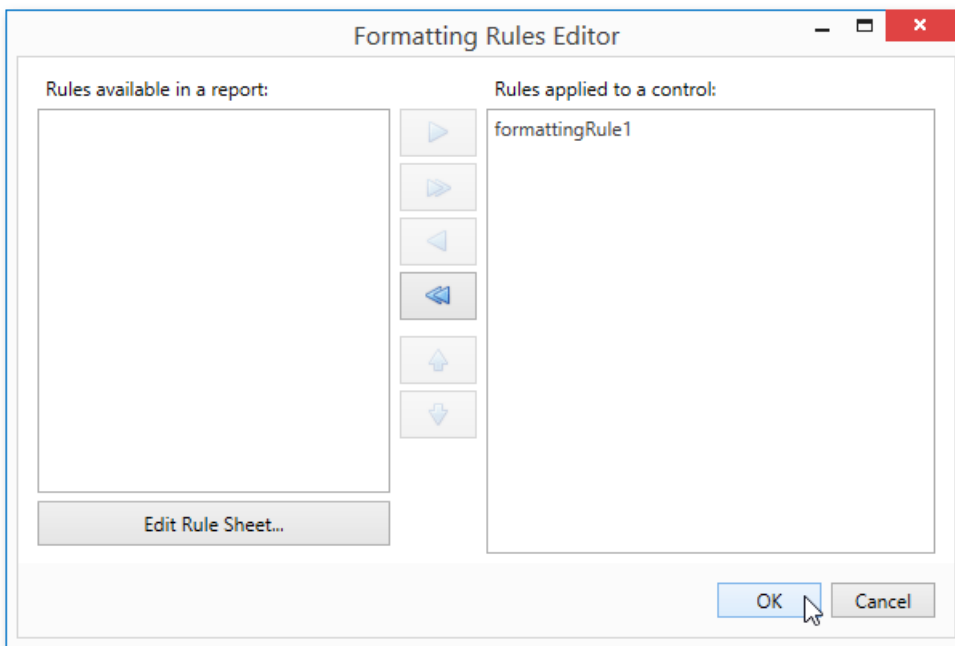 Formatting Rules Editor
Rules available in a report:
Rules applied to a control:
formattingRule1
Edit Rule Sheet...
OK
Cancel